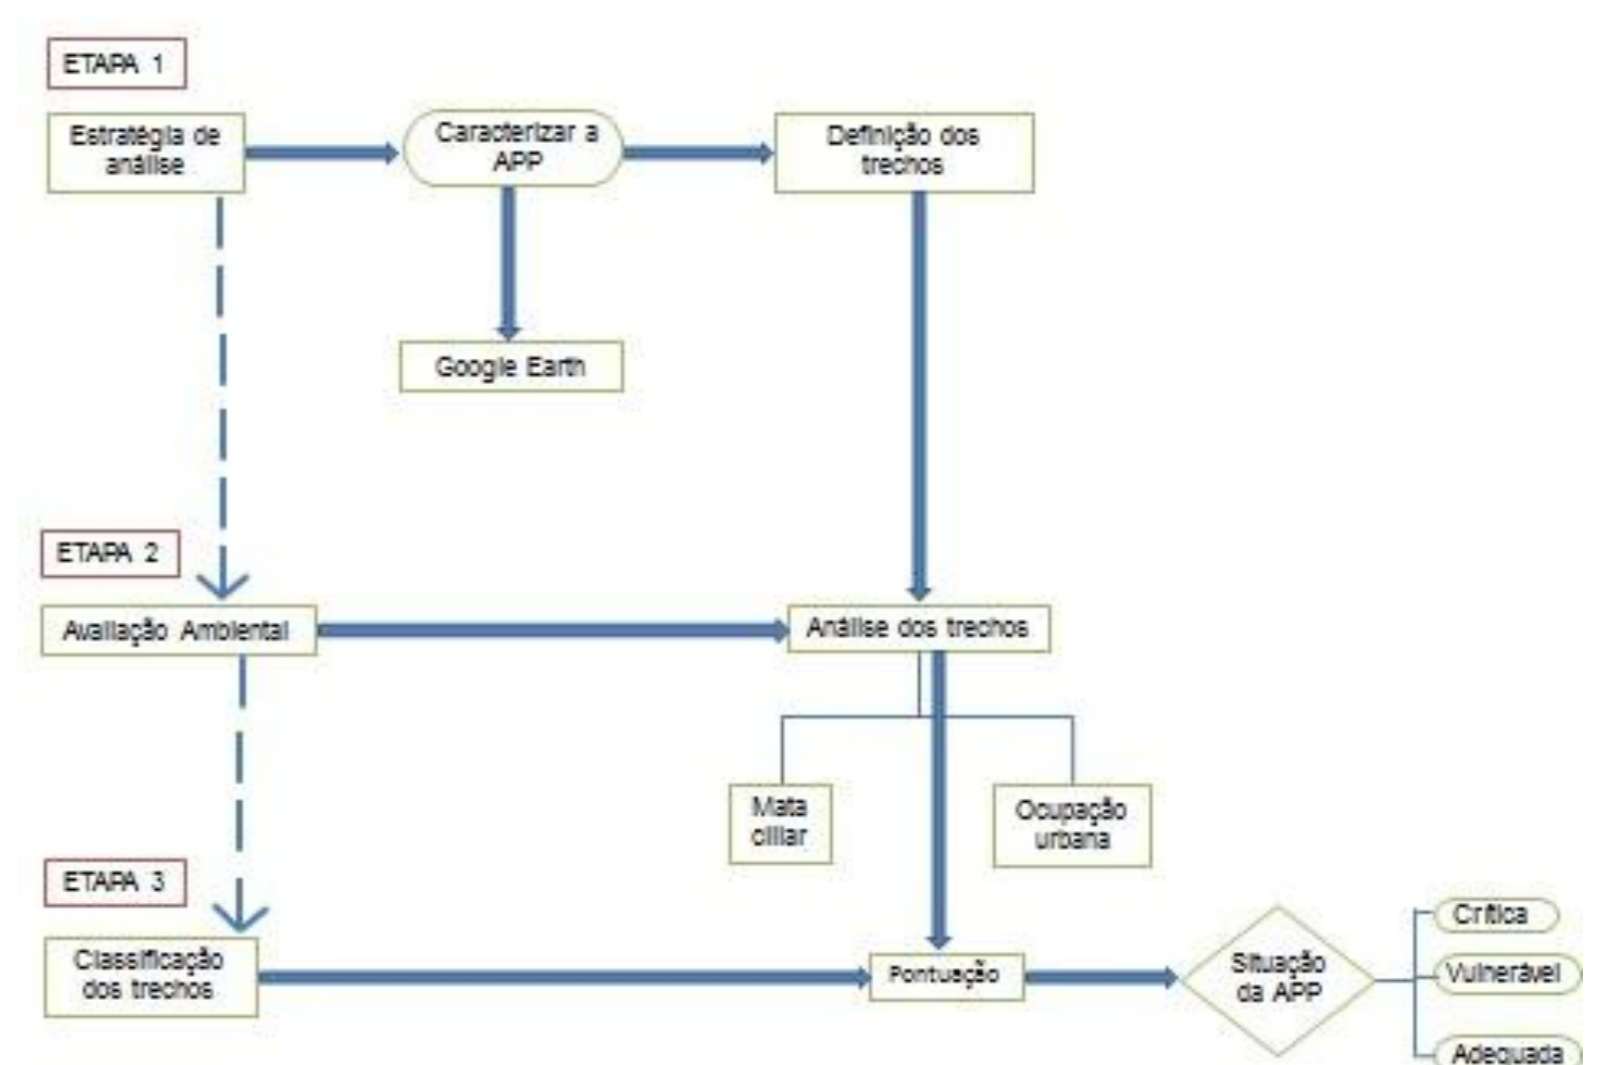 ETAPA 1
Estratégia de
análise
Caracterizar a
APP
Definição dos
trechos
Google Earth
ETAPA 2
Avaliação Ambiental
Análise dos trechos
Mata
ciliar
Ocupação
urbana
ETAPA 3
Classificação
dos trechos
Pontuação
Situação
da APP
Crítica
Vulnerável
Adequada